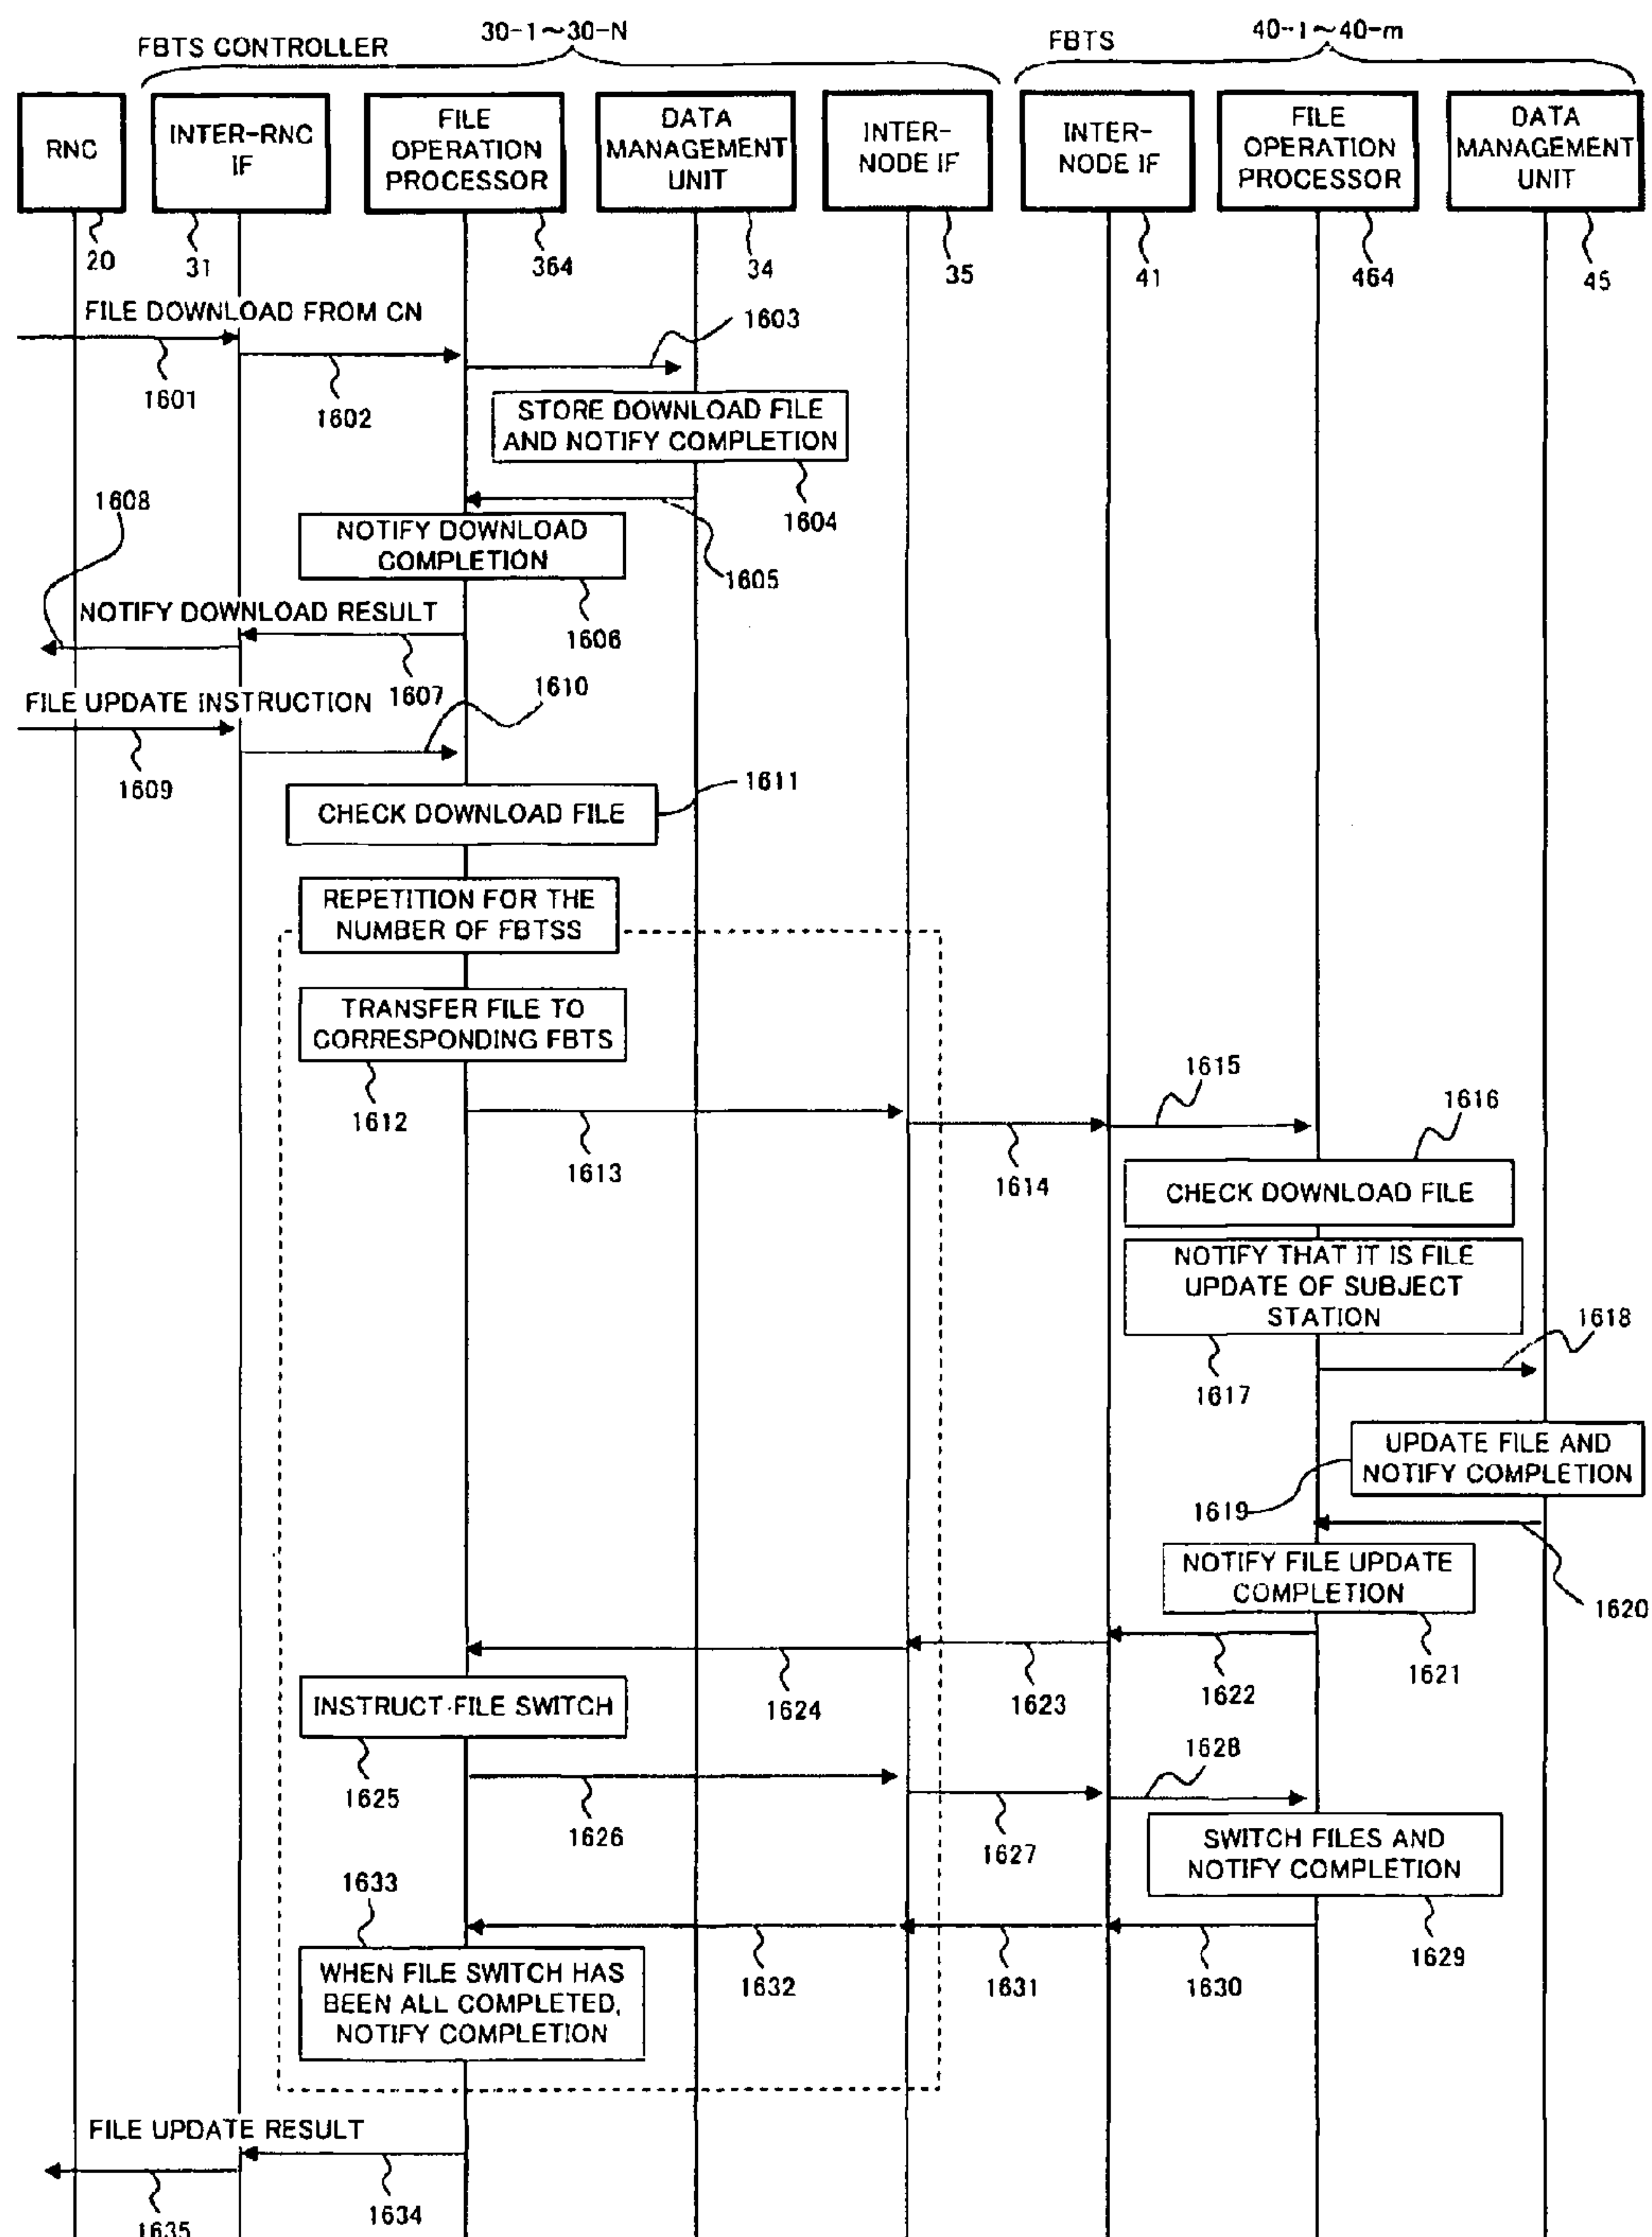 FBTS CONTROLLER
30-1~30-N
FBTS
40-1~40-m
RNC
INTER-RNC
IF
FILE
OPERATION
PROCESSOR
DATA
MANAGEMENT
UNIT
INTER-
NODE IF
INTER-
NODE IF
FILE
OPERATION
PROCESSOR
DATA
MANAGEMENT
UNIT
20
31
364
34
35
41
464
45
FILE DOWNLOAD FROM CN
1603
1601
1602
STORE DOWNLOAD FILE
AND NOTIFY COMPLETION
1608
1604
NOTIFY DOWNLOAD
COMPLETION
1605
NOTIFY DOWNLOAD RESULT
1606
1607
1610
FILE UPDATE INSTRUCTION
1609
1611
CHECK DOWNLOAD FILE
REPETITION FOR THE
NUMBER OF FBTSS
TRANSFER FILE TO
CORRESPONDING FBTS
1615
1612
1616
1613
1614
CHECK DOWNLOAD FILE
NOTIFY THAT IT IS FILE
UPDATE OF SUBJECT
STATION
1618
1617
UPDATE FILE AND
NOTIFY COMPLETION
1619
NOTIFY FILE UPDATE
COMPLETION
1620
1621
1624
1623
1622
INSTRUCT FILE SWITCH
1628
1625
1626
1627
SWITCH FILES AND
NOTIFY COMPLETION
1633
1629
WHEN FILE SWITCH HAS
BEEN ALL COMPLETED,
NOTIFY COMPLETION
1632
1631
1630
FILE UPDATE RESULT
1634
1635